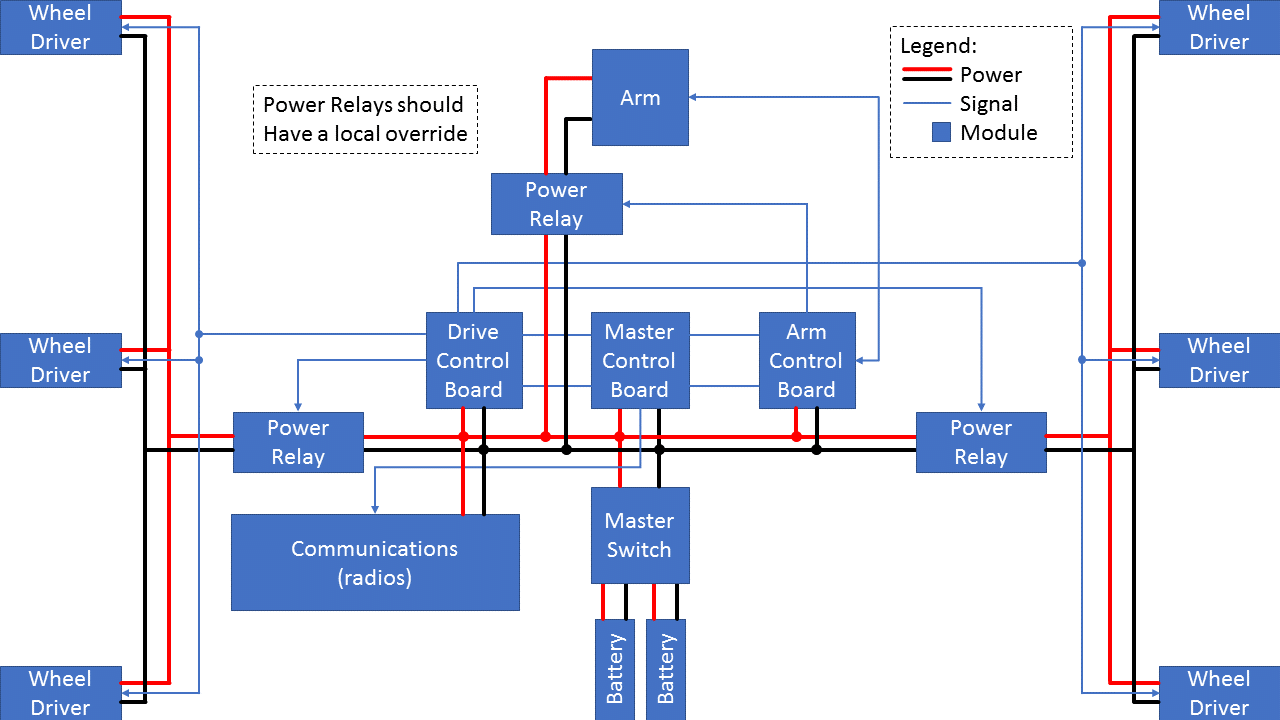 Wheel
Driver
Wheel
Driver
Legend:
Power
Signal
Module
Power Relays should
Have a local override
Arm
Power
Relay
Wheel
Driver
Drive
Control
Board
Master
Control
Board
Arm
Control
Board
Wheel
Driver
Power
Relay
Power
Relay
Master
Switch
Communications
(radios)
Battery
Battery
Wheel
Driver
Wheel
Driver